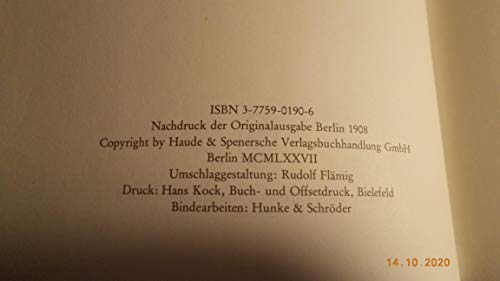 ISBN 3-7759-0190-6
Nachdruck der Originalausgabe Berlin 1908
Copyright by Haude & Spenersche Verlagsbuchhandlung GmbH
Berlin MCMLXXVII
Umschlaggestaltung: Rudolf Flämig
Druck: Hans Kock, Buch- und Offsetdruck, Bielefeld
Bindearbeiten: Hunke & Schröder
14.10.2020